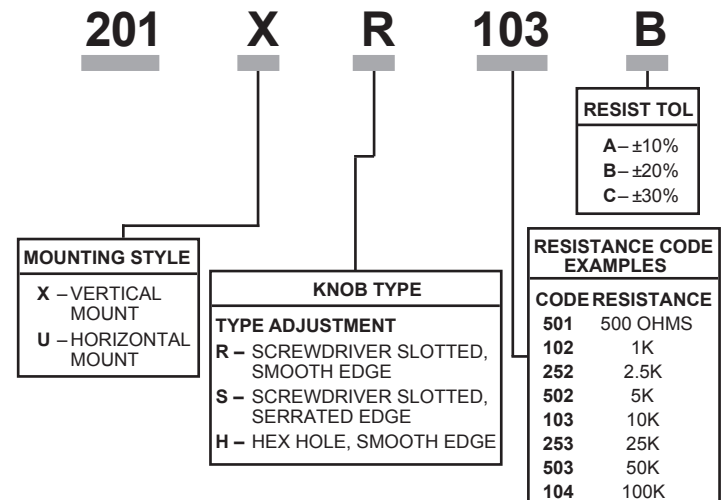 201 X R 103 B
RESIST TOL
A– ±10%
B– ±20%
C– ±30%
MOUNTING STYLE
X – VERTICAL
MOUNT
U – HORIZONTAL
MOUNT
KNOB TYPE
TYPE ADJUSTMENT
R – SCREWDRIVER SLOTTED,
SMOOTH EDGE
S – SCREWDRIVER SLOTTED,
SERRATED EDGE
H – HEX HOLE, SMOOTH EDGE
RESISTANCE CODE
EXAMPLES
CODE RESISTANCE
501 500 OHMS
102 1K
252 2.5K
502 5K
103 10K
253 25K
503 50K
104 100K